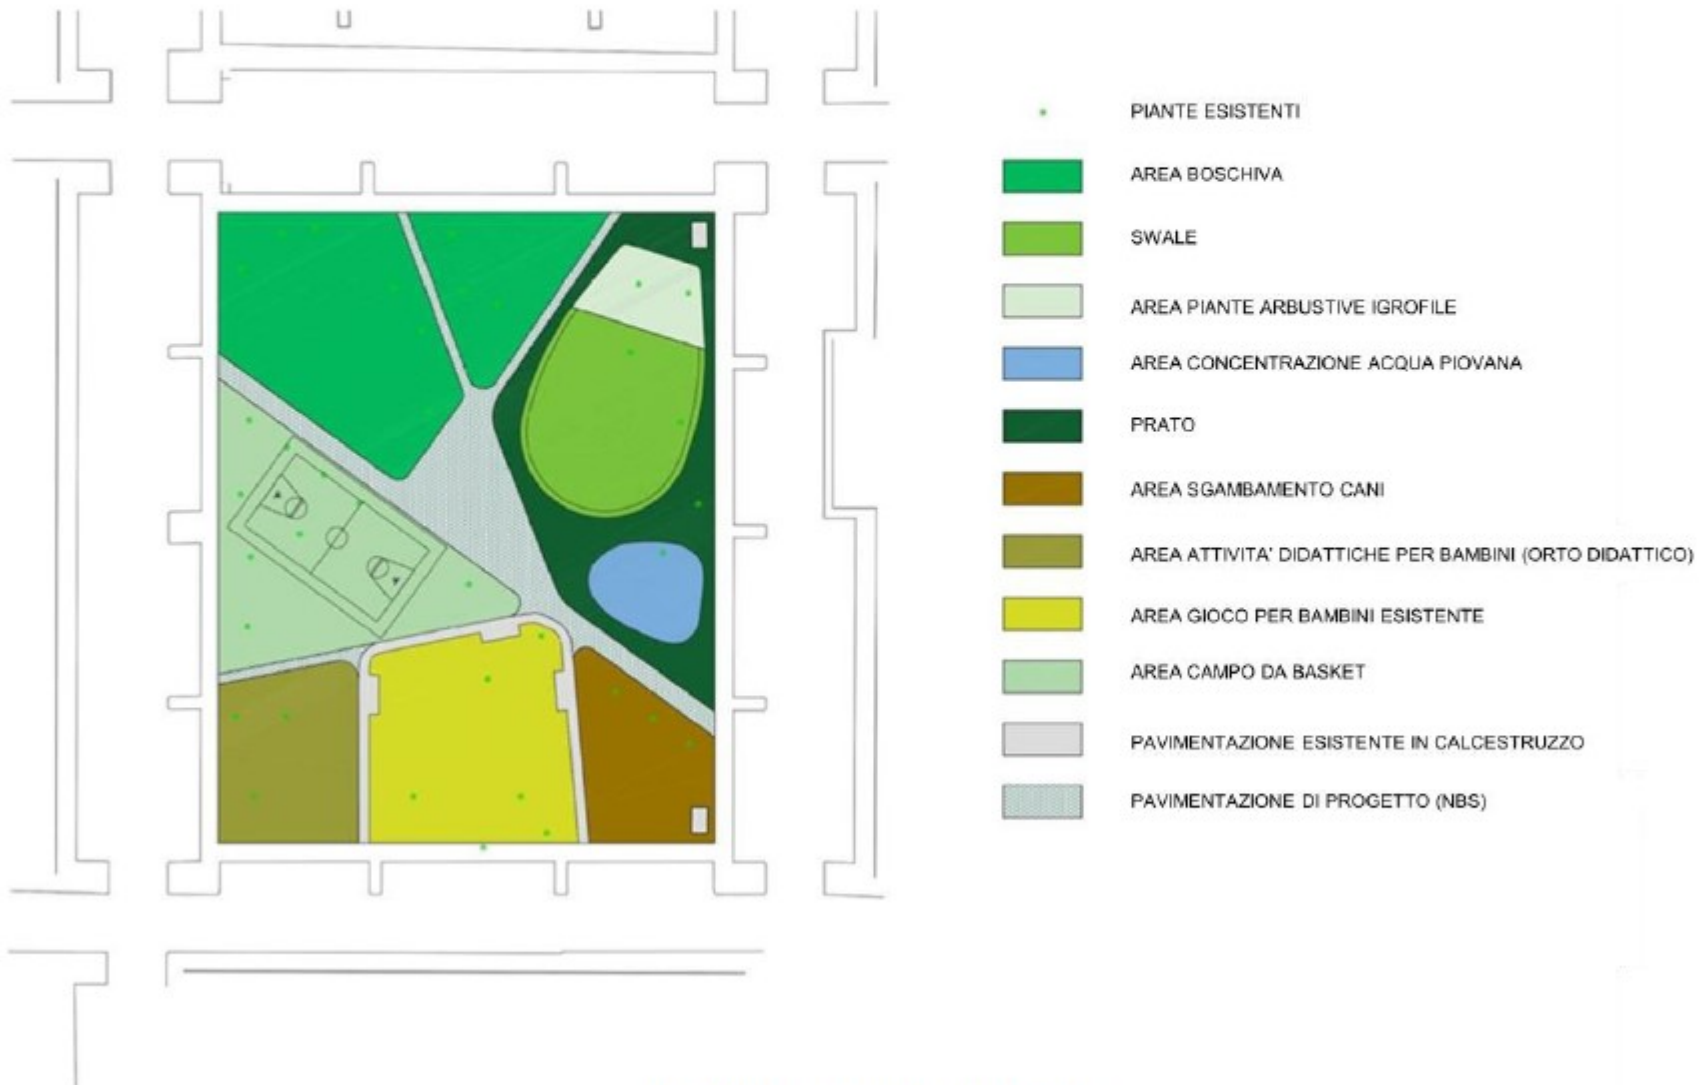 PIANTE ESISTENTI
AREA BOSCHIVA
SWALE
AREA PIANTE ARBUSTIVE IGROFILE
AREA CONCENTRAZIONE ACQUA PIOVANA
PRATO
AREA SGAMBAMENTO CANI
AREA ATTIVITA' DIDATTICHE PER BAMBINI (ORTO DIDATTICO)
AREA GIOCO PER BAMBINI ESISTENTE
AREA CAMPO DA BASKET
PAVIMENTAZIONE ESISTENTE IN CALCESTRUZZO
PAVIMENTAZIONE DI PROGETTO (NBS)